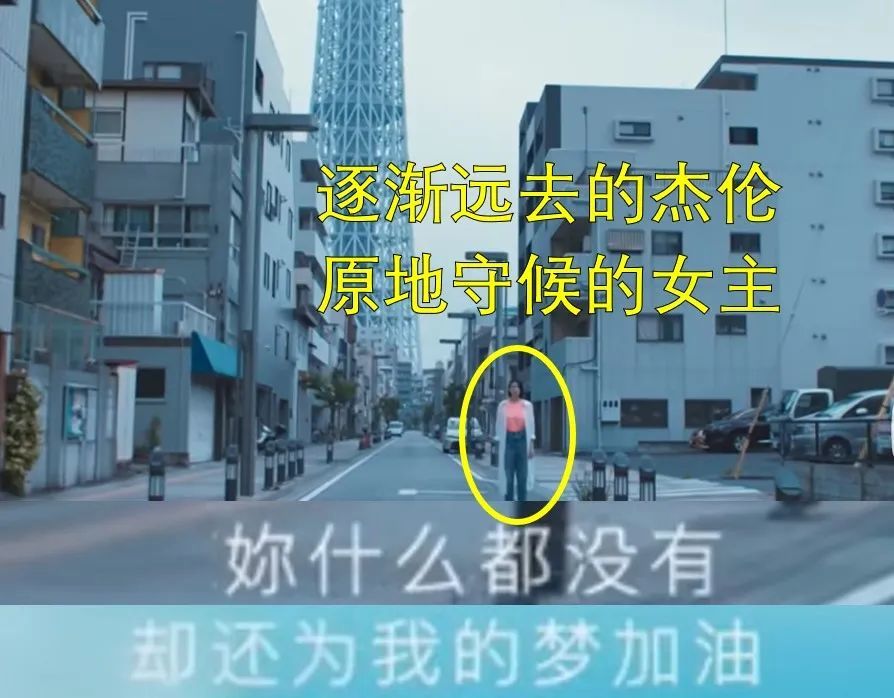 逐渐远去的杰伦
原地守候的女主
妳什么都没有
却还为我的梦加油